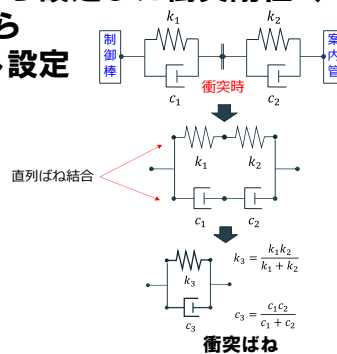 ら
設定
k₁
k₂
制御棒
案内管
c₁
衝突時
c₂
k₁
k₂
直列ばね結合
c₁
c₂
k₃
k₃ = k₁k₂ / (k₁ + k₂)
c₃
c₃ = c₁c₂ / (c₁ + c₂)
衝突ばね